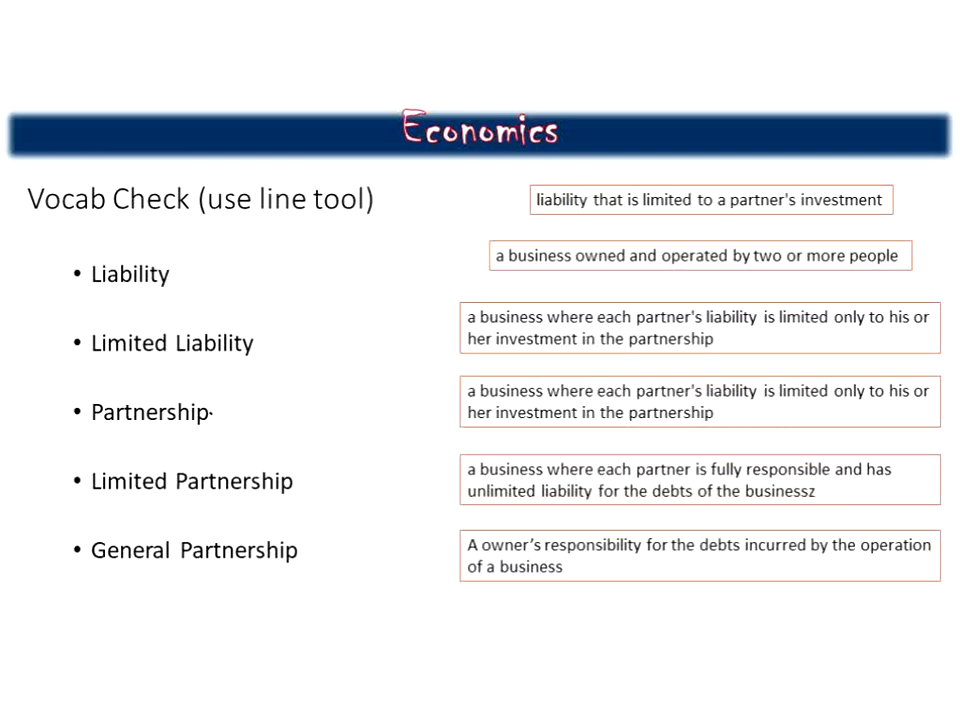 Economics
Vocab Check (use line tool)
• Liability
• Limited Liability
• Partnership
• Limited Partnership
• General Partnership
liability that is limited to a partner's investment
a business owned and operated by two or more people
a business where each partner's liability is limited only to his or
her investment in the partnership
a business where each partner's liability is limited only to his or
her investment in the partnership
a business where each partner is fully responsible and has
unlimited liability for the debts of the businessz
A owner’s responsibility for the debts incurred by the operation
of a business